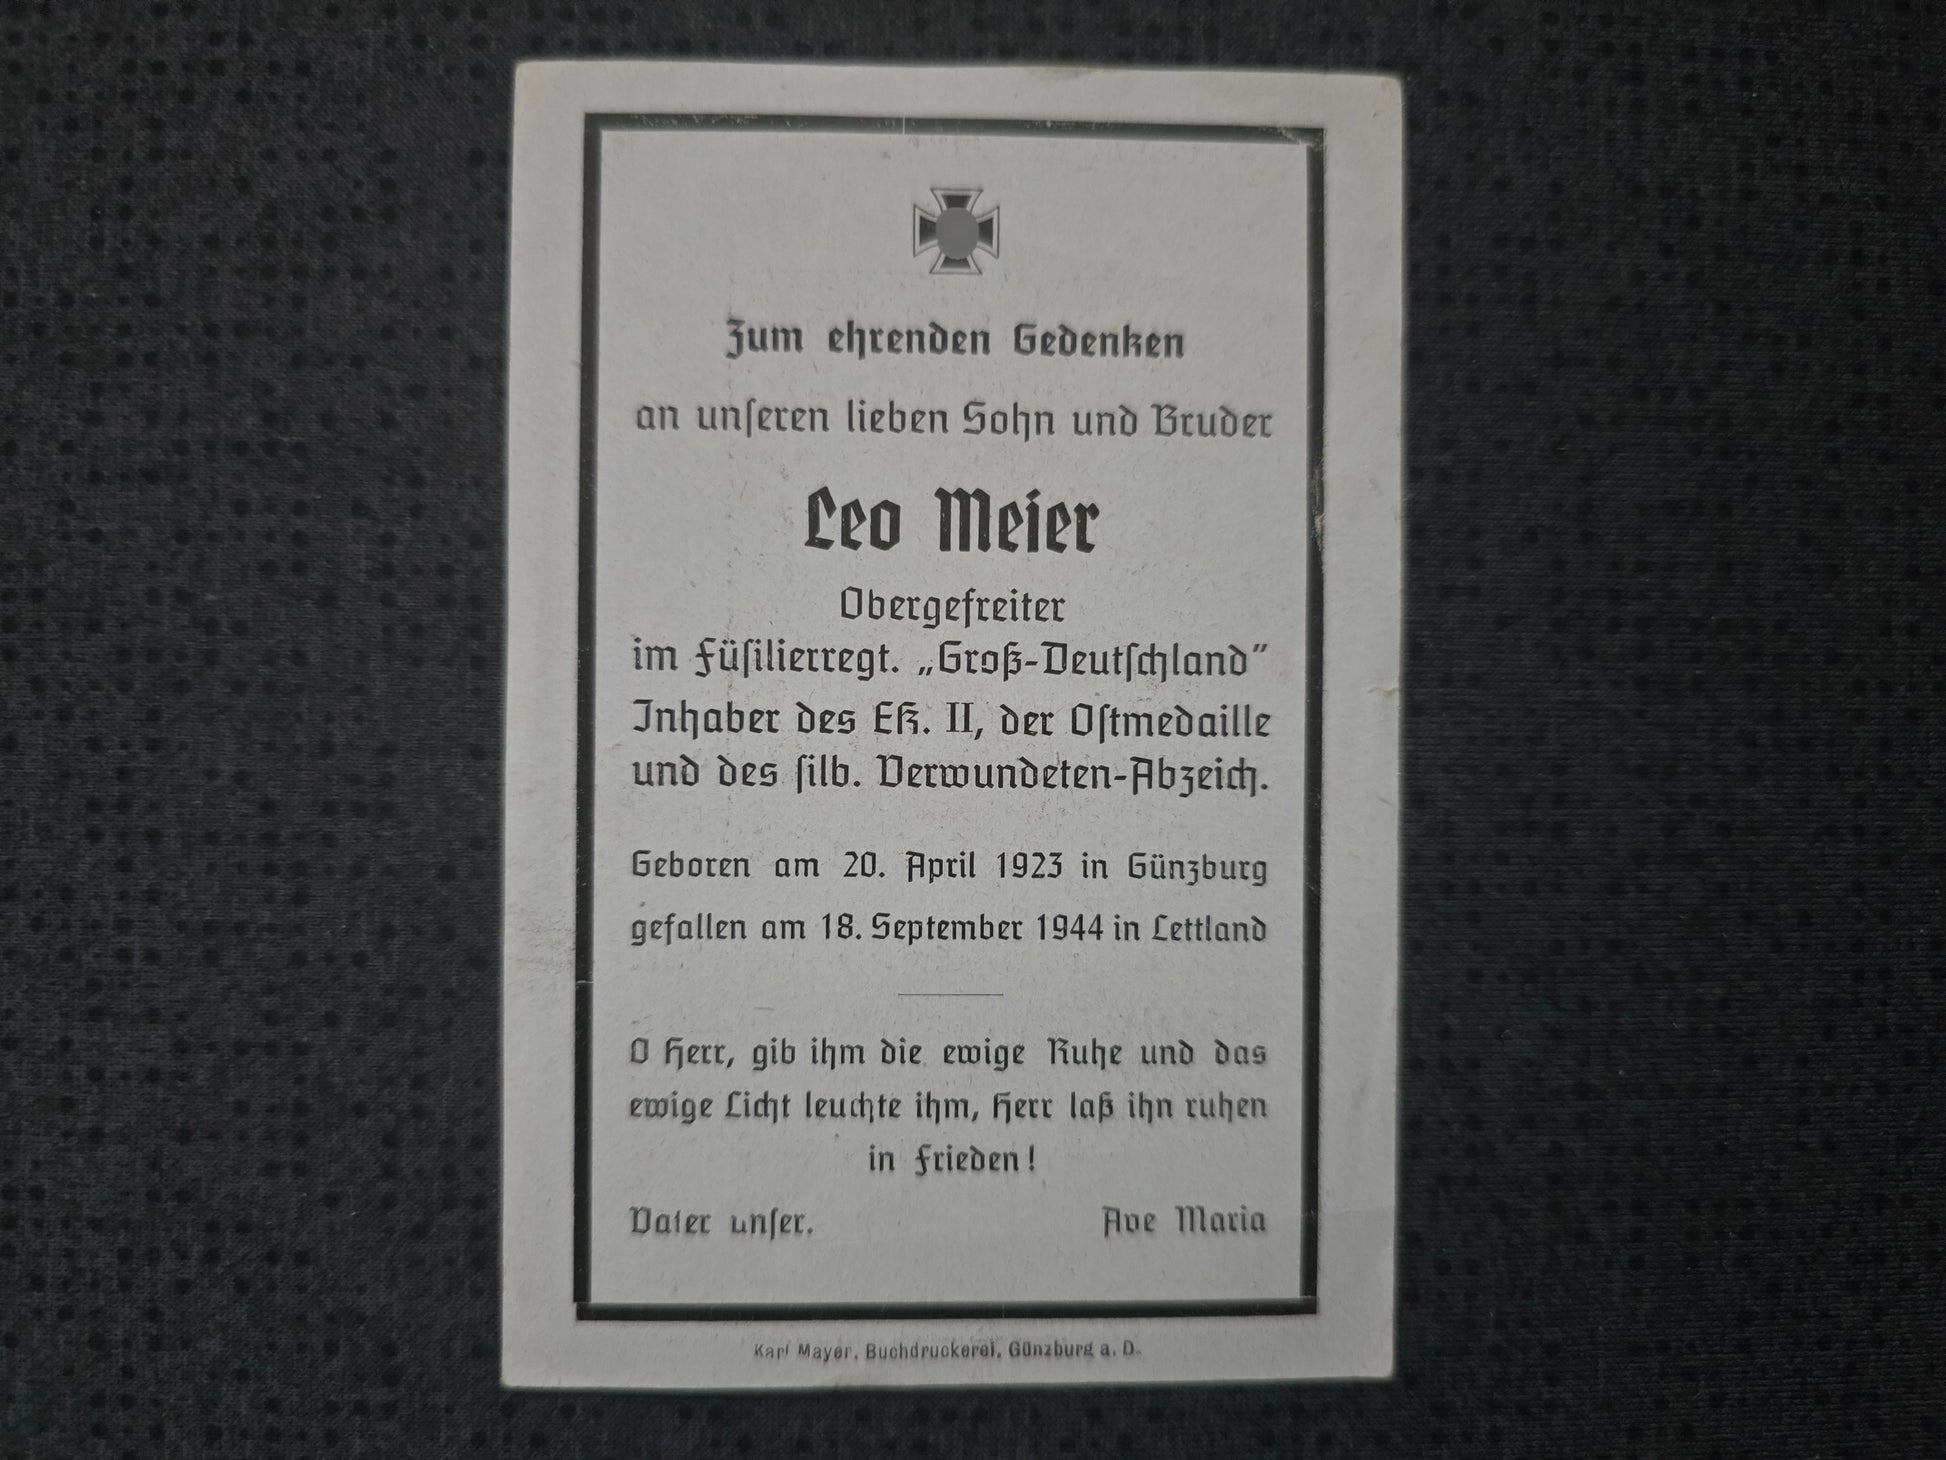 Zum ehrenden Gedenken
an unſeren lieben Sohn und Bruder
Leo Meier
Obergefreiter
im Füſilierregt. „Groß-Deutſchland"
Inhaber des EK. II, der Oſtmedaille
und des ſilb. Verwundeten-Abzeich.
Geboren am 20. April 1923 in Günzburg
gefallen am 18. September 1944 in Lettland
O Herr, gib ihm die ewige Ruhe und das
ewige Licht leuchte ihm, Herr laß ihn ruhen
in Frieden!
Vater unſer. Ave Maria
Karl Mayer, Buchdruckerei, Günzburg a. D.